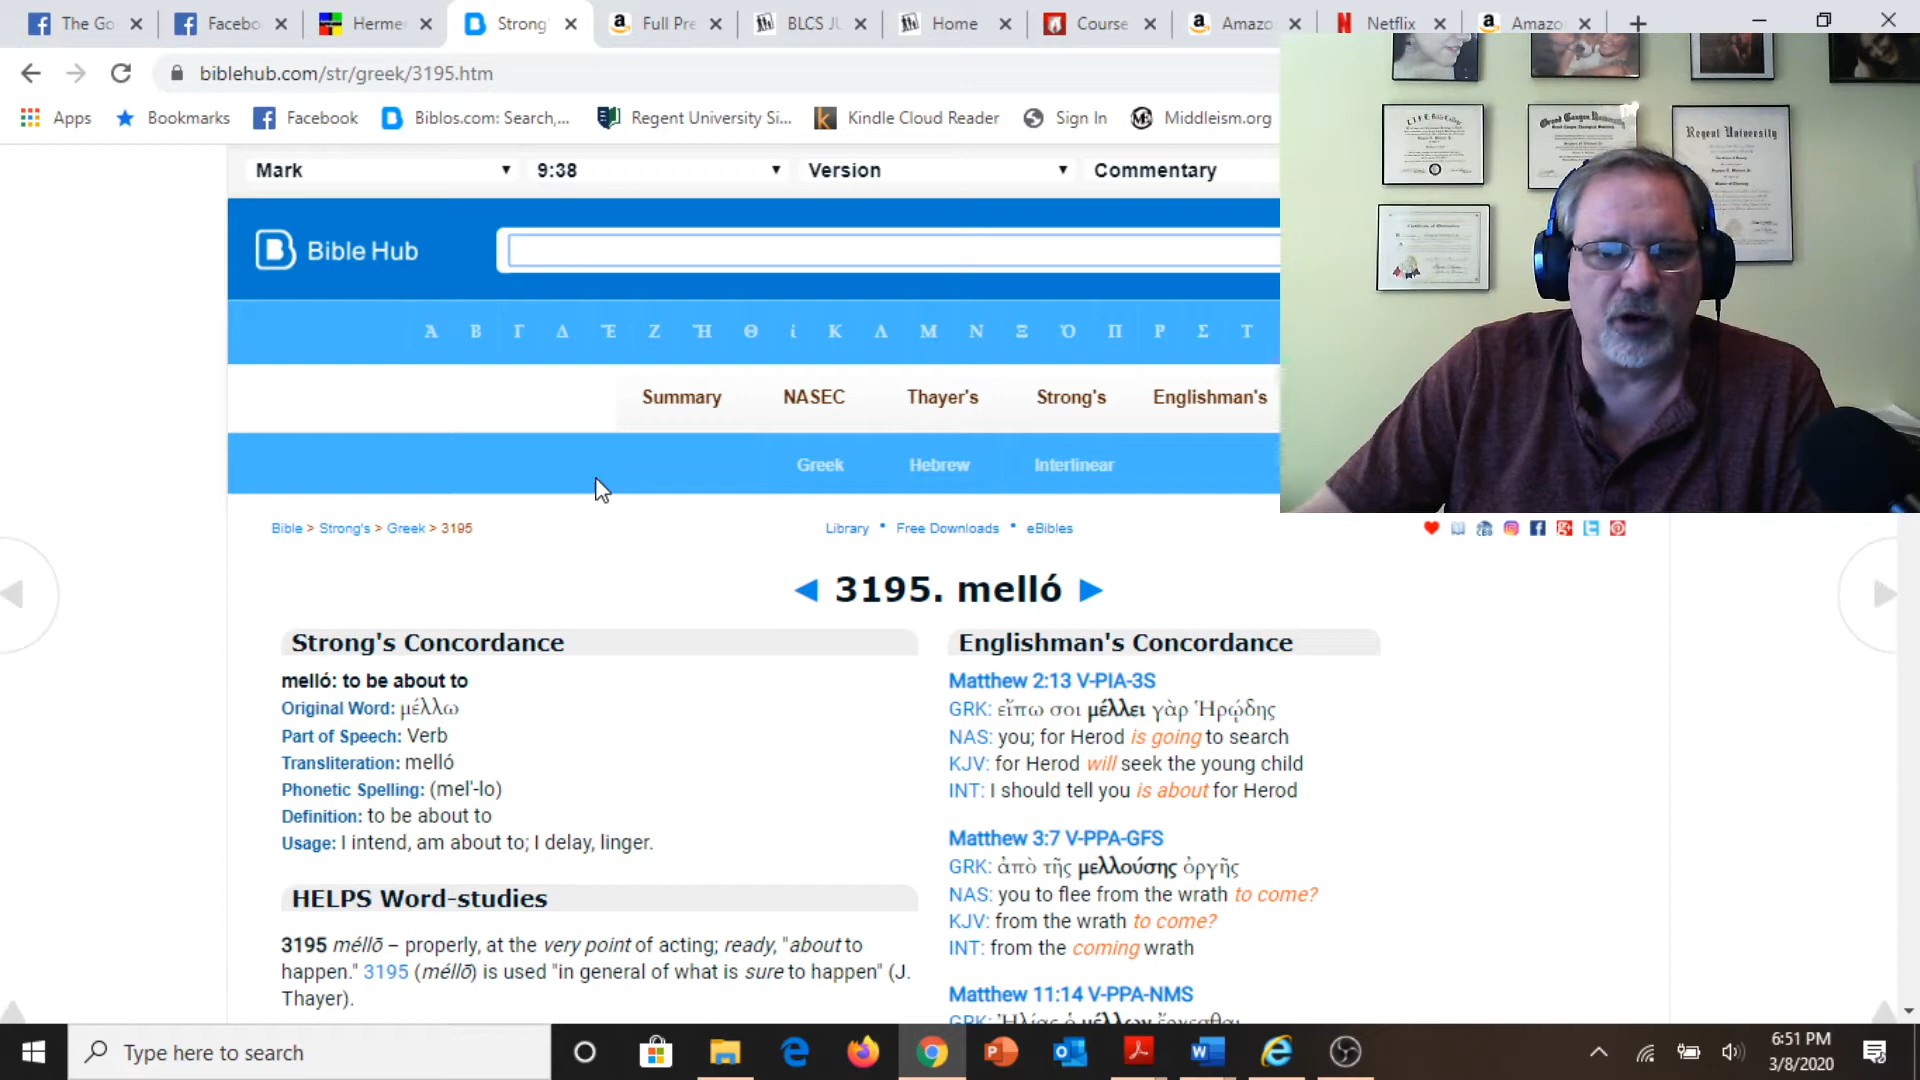 The Go
Facebo
Herme
Strong
Full Pre
BLCS JU
Home
Course
Amazo
Netflix
Amazo
biblehub.com/str/greek/3195.htm
Apps
Bookmarks
Facebook
Biblos.com: Search,...
Regent University Si...
Kindle Cloud Reader
Sign In
Middleism.org
Mark
9:38
Version
Commentary
L.I.F.E. Bible College
Grand Canyon University
Regent University
Bible Hub
Ἀ Β Γ Δ Ἐ Ζ Ἡ Θ ἰ Κ Λ Μ Ν Ξ Ὀ Π Ρ Σ Τ
Summary NASEC Thayer's Strong's Englishman's
Greek Hebrew Interlinear
Bible > Strong's > Greek > 3195
Library • Free Downloads • eBibles
◄ 3195. melló ►
Strong's Concordance
melló: to be about to
Original Word: μέλλω
Part of Speech: Verb
Transliteration: melló
Phonetic Spelling: (mel'-lo)
Definition: to be about to
Usage: I intend, am about to; I delay, linger.
HELPS Word-studies
3195 méllō – properly, at the very point of acting; ready, "about to
happen." 3195 (méllō) is used "in general of what is sure to happen" (J.
Thayer).
Englishman's Concordance
Matthew 2:13 V-PIA-3S
GRK: εἴπω σοι μέλλει γὰρ Ἡρῴδης
NAS: you; for Herod is going to search
KJV: for Herod will seek the young child
INT: I should tell you is about for Herod
Matthew 3:7 V-PPA-GFS
GRK: ἀπὸ τῆς μελλούσης ὀργῆς
NAS: you to flee from the wrath to come?
KJV: from the wrath to come?
INT: from the coming wrath
Matthew 11:14 V-PPA-NMS
GRK: Ἠλίας ὁ μέλλων ἔρχεσθαι
Type here to search
6:51 PM
3/8/2020